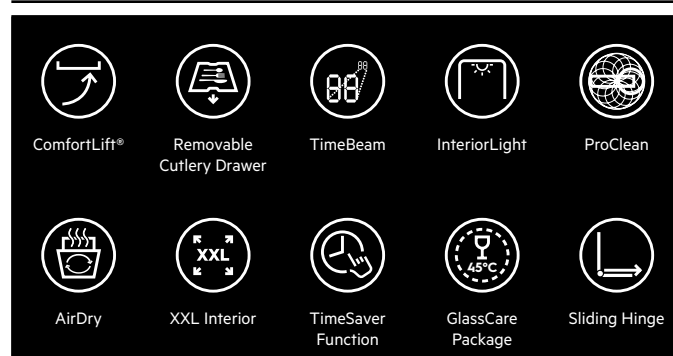 88 88
ComfortLift®
Removable
Cutlery Drawer
TimeBeam
InteriorLight
ProClean
XXL
45°C
AirDry
XXL Interior
TimeSaver
Function
GlassCare
Package
Sliding Hinge